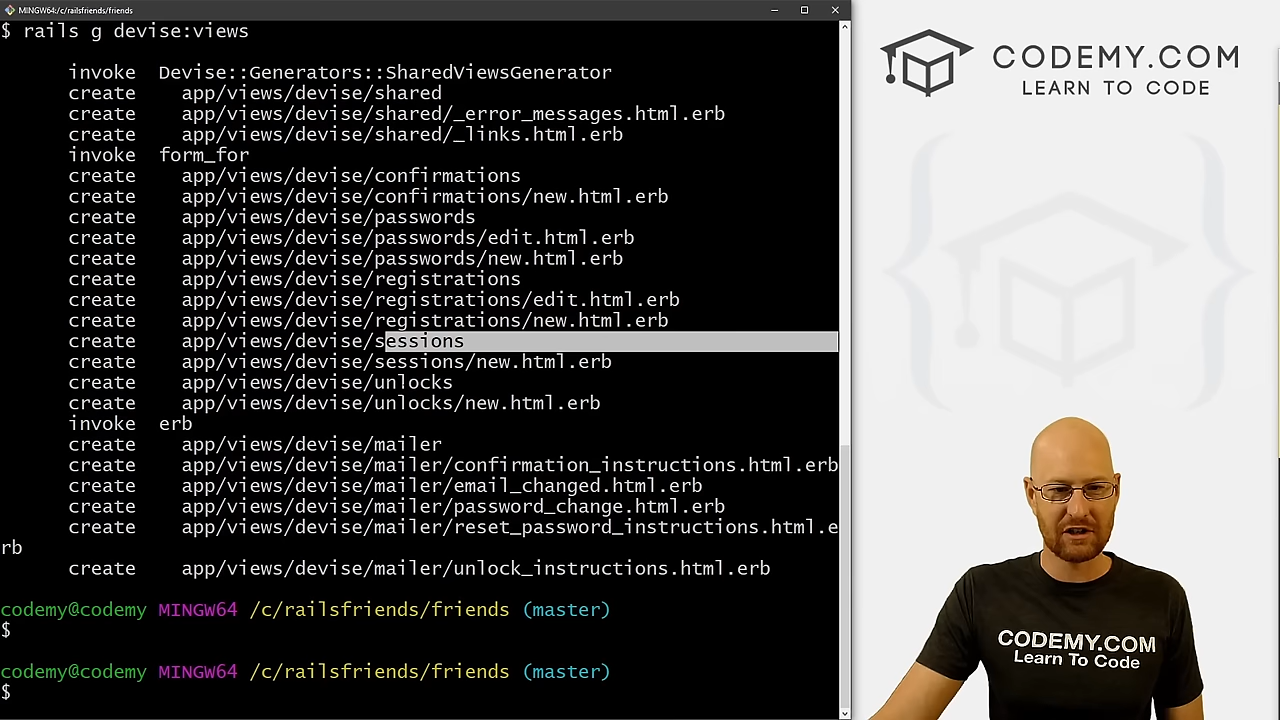 MINGW64:/c/railsfriends/friends
$ rails g devise:views
invoke  Devise::Generators::SharedViewsGenerator
create    app/views/devise/shared
create    app/views/devise/shared/_error_messages.html.erb
create    app/views/devise/shared/_links.html.erb
invoke  form_for
create    app/views/devise/confirmations
create    app/views/devise/confirmations/new.html.erb
create    app/views/devise/passwords
create    app/views/devise/passwords/edit.html.erb
create    app/views/devise/passwords/new.html.erb
create    app/views/devise/registrations
create    app/views/devise/registrations/edit.html.erb
create    app/views/devise/registrations/new.html.erb
create    app/views/devise/sessions
create    app/views/devise/sessions/new.html.erb
create    app/views/devise/unlocks
create    app/views/devise/unlocks/new.html.erb
invoke  erb
create    app/views/devise/mailer
create    app/views/devise/mailer/confirmation_instructions.html.erb
create    app/views/devise/mailer/email_changed.html.erb
create    app/views/devise/mailer/password_change.html.erb
create    app/views/devise/mailer/reset_password_instructions.html.e
rb
create    app/views/devise/mailer/unlock_instructions.html.erb
codemy@codemy MINGW64 /c/railsfriends/friends (master)
$
codemy@codemy MINGW64 /c/railsfriends/friends (master)
$
CODEMY.COM
LEARN TO CODE
CODEMY.COM
Learn To Code